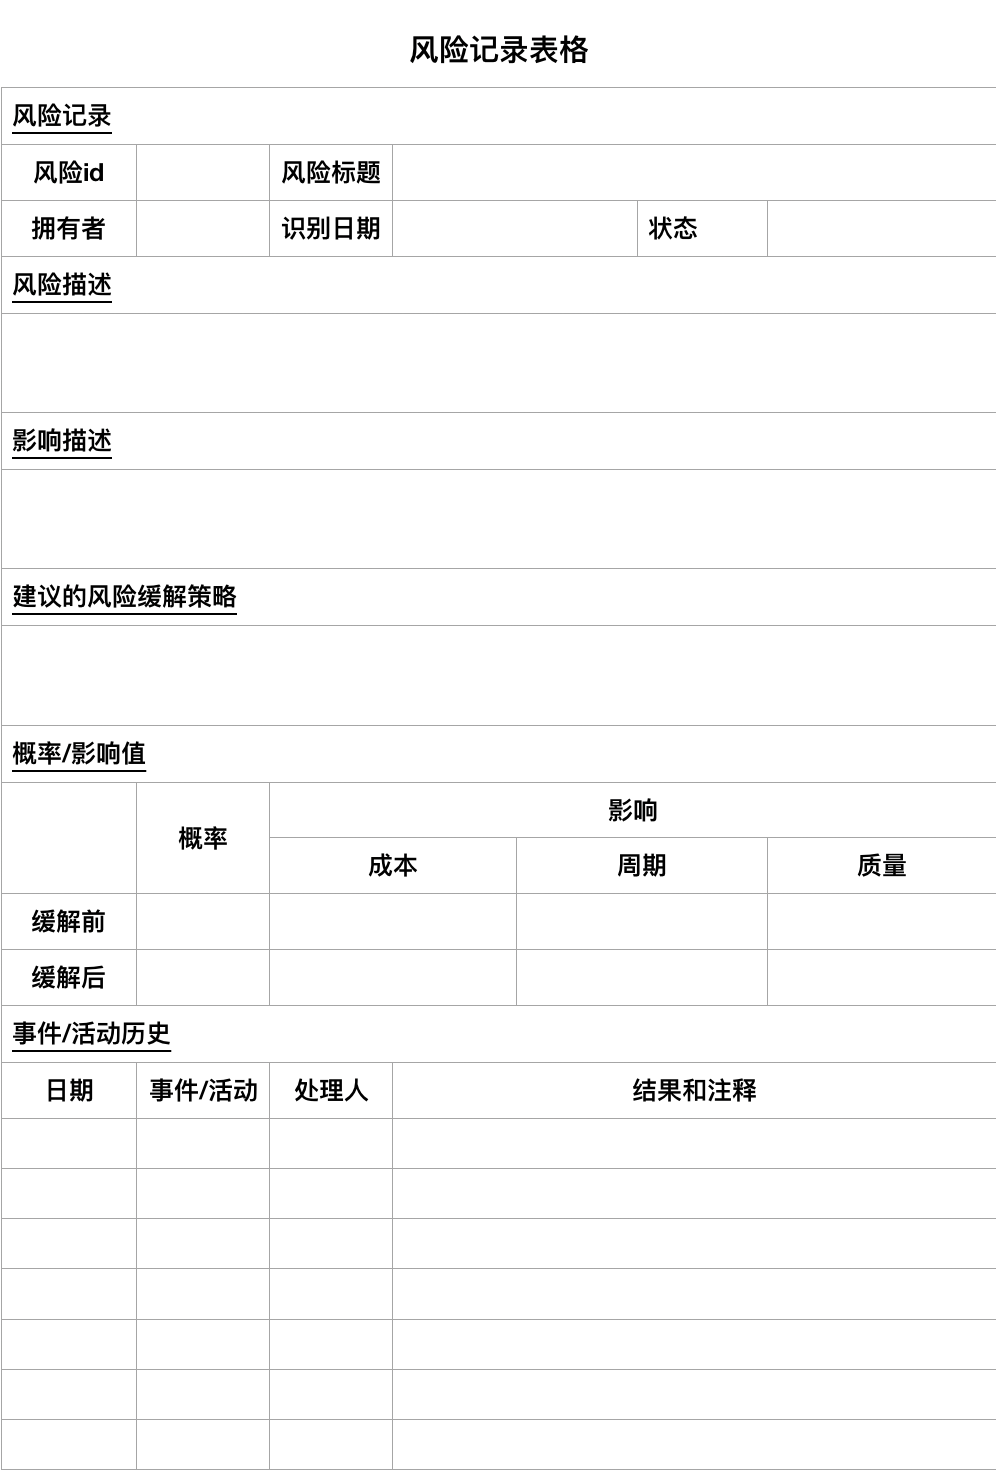 风险记录表格
风险记录
风险id 风险标题
拥有者 识别日期 状态
风险描述
影响描述
建议的风险缓解策略
概率/影响值
概率 影响
成本 周期 质量
缓解前
缓解后
事件/活动历史
日期 事件/活动 处理人 结果和注释